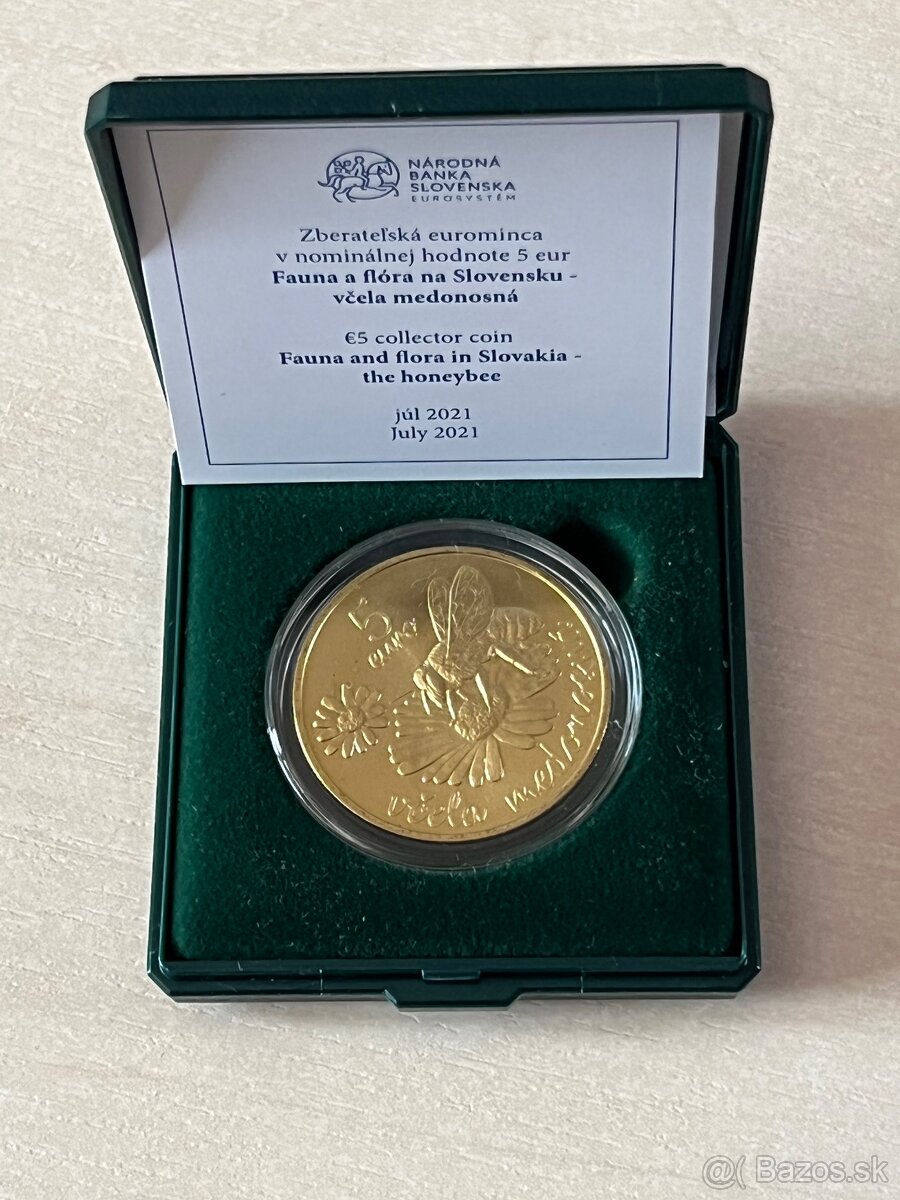 NÁRODNÁ
BANKA
SLOVENSKA
EUROSYSTÉM
Zberateľská eurominca
v nominálnej hodnote 5 eur
Fauna a flóra na Slovensku -
včela medonosná
€5 collector coin
Fauna and flora in Slovakia -
the honeybee
júl 2021
July 2021
5
včela medonosná
@( Bazos.sk